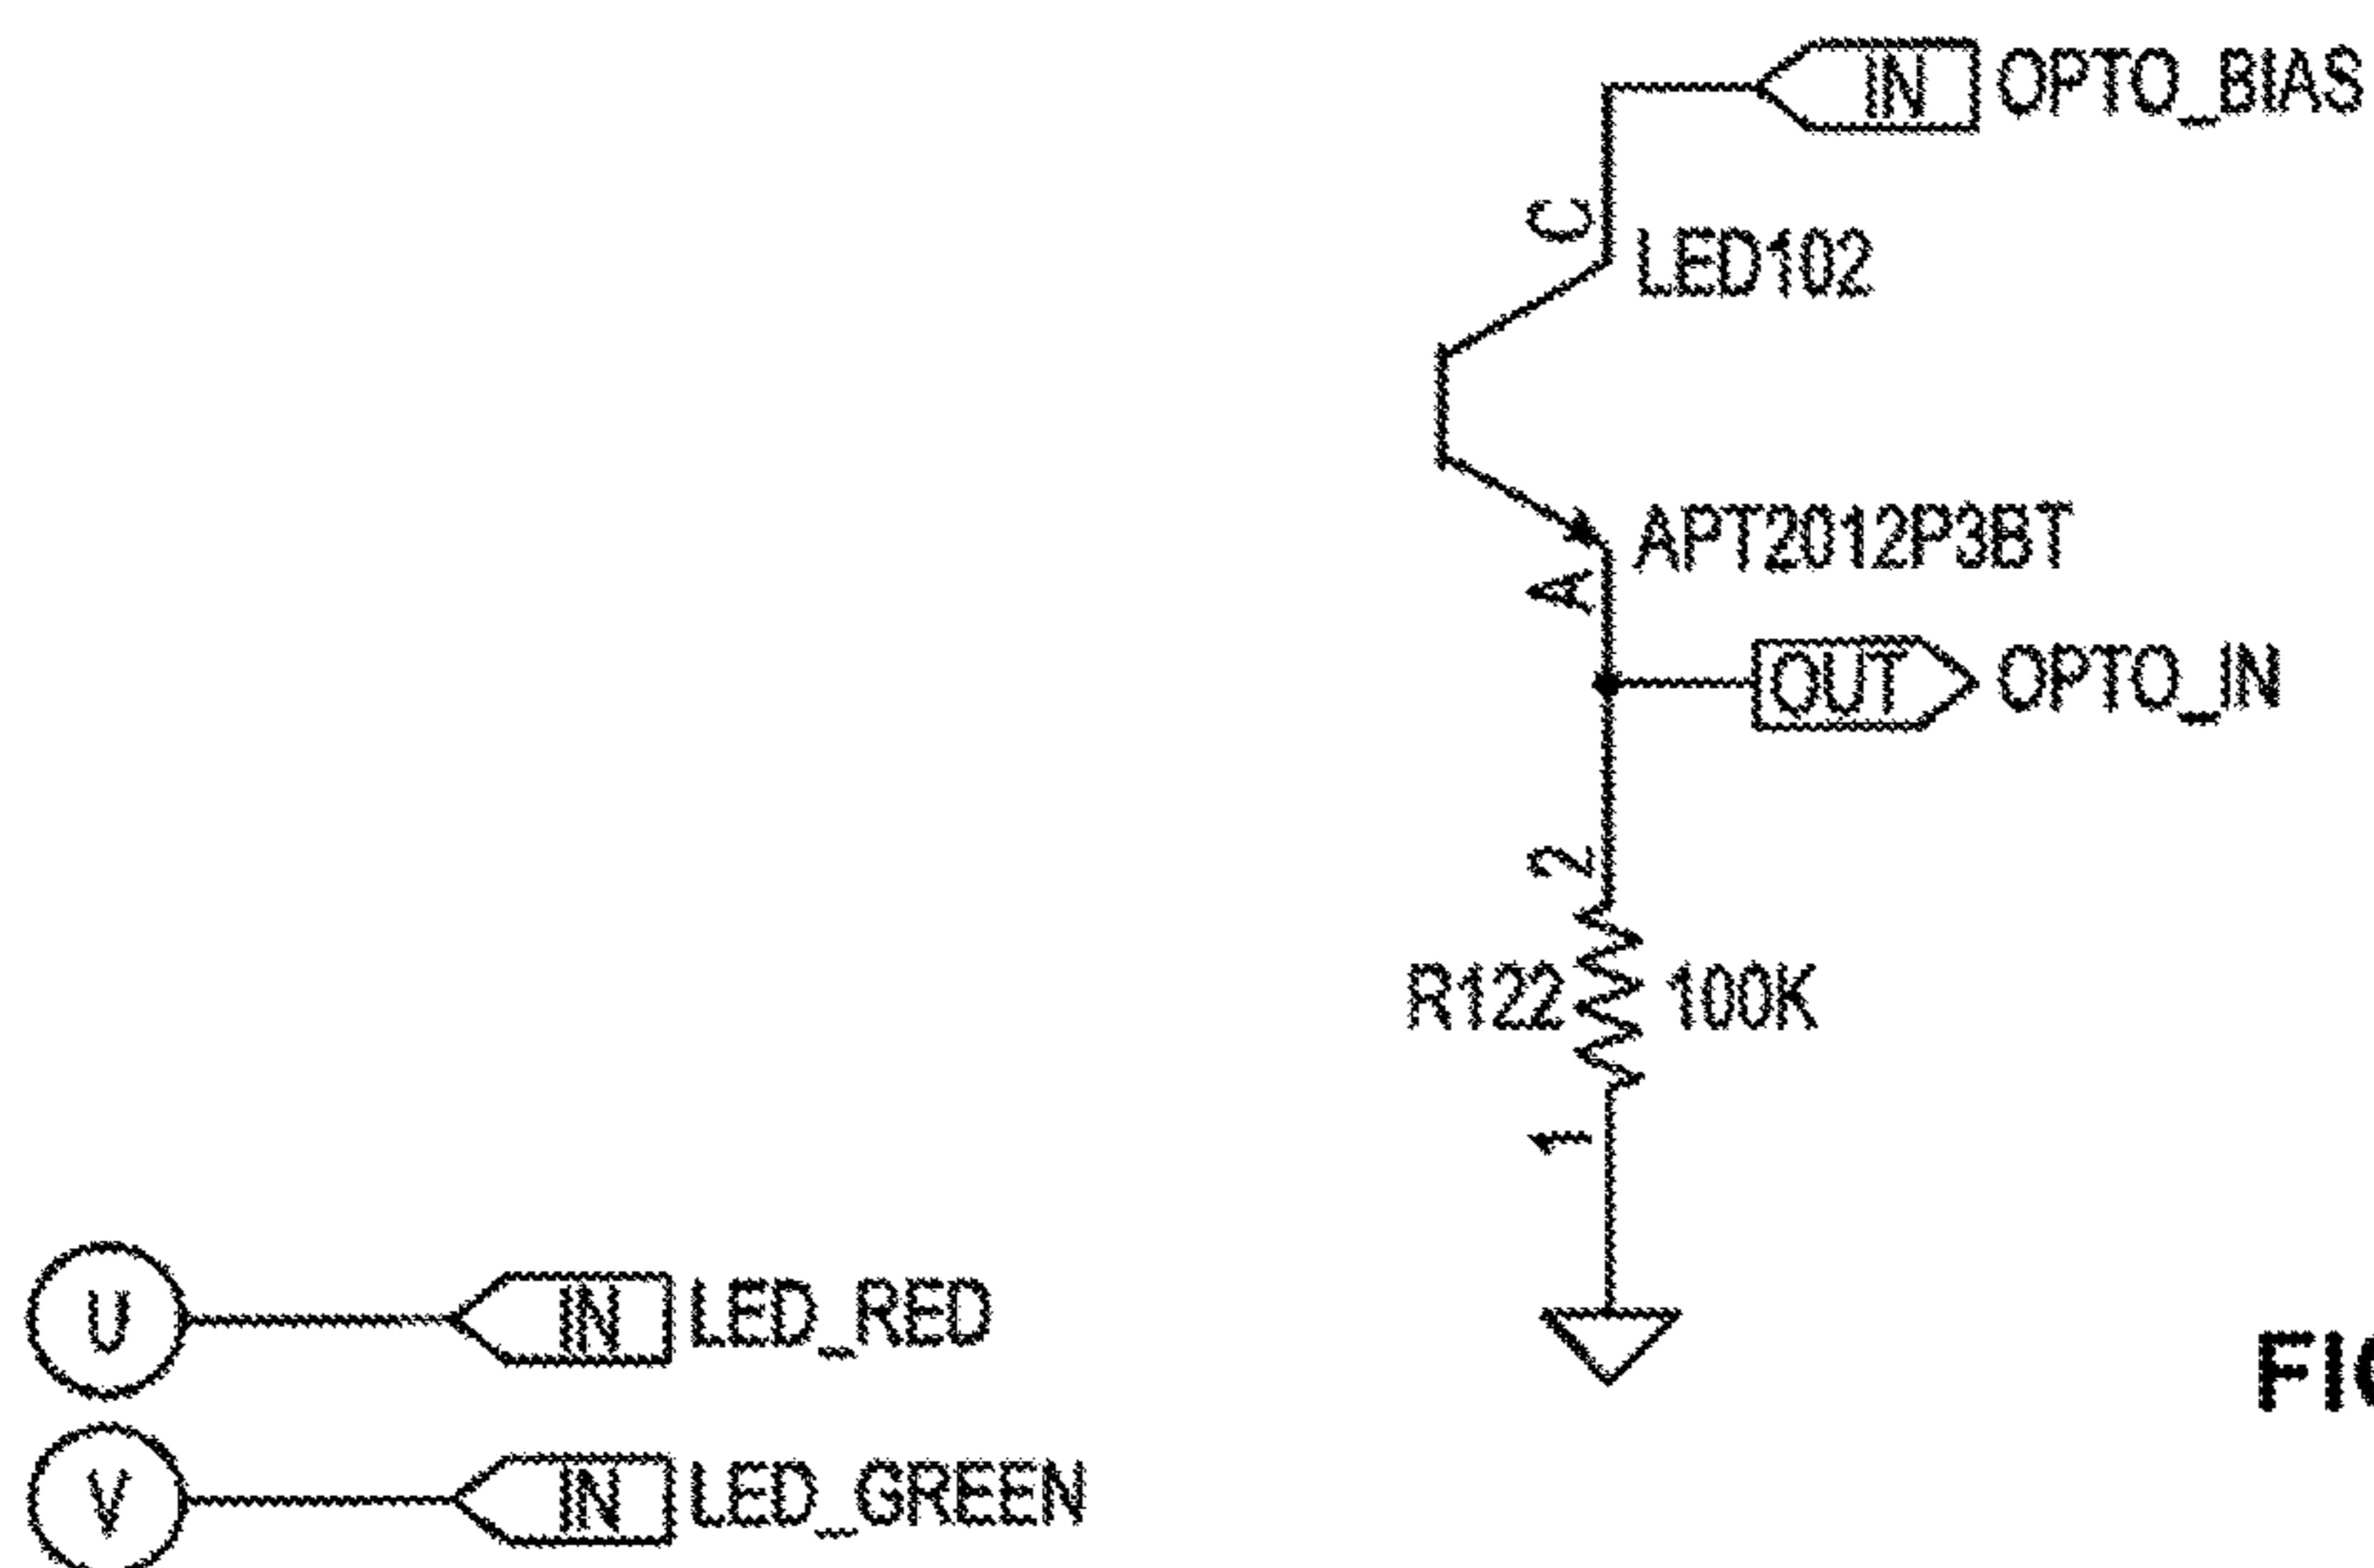 IN OPTO_BIAS
C
LED102
APT2012P3BT
A
OUT OPTO_IN
2
R122 100K
1
U IN LED_RED
V IN LED_GREEN